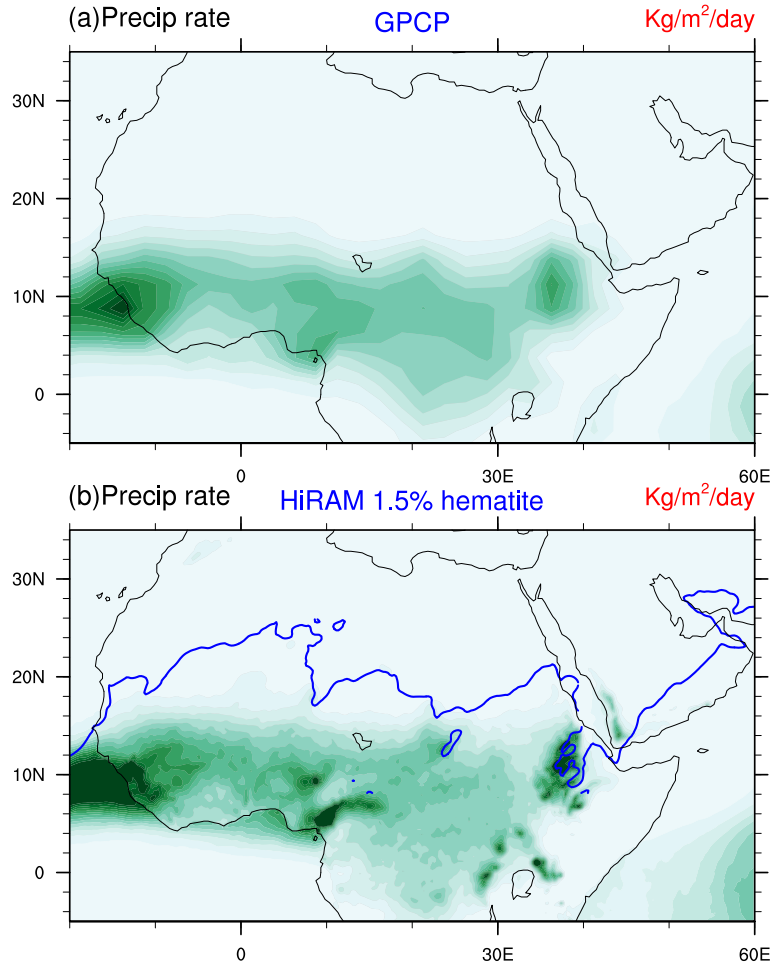 (a)Precip rate GPCP Kg/m²/day
30N
20N
10N
0
0 30E 60E
(b)Precip rate HiRAM 1.5% hematite Kg/m²/day
30N
20N
10N
0
0 30E 60E